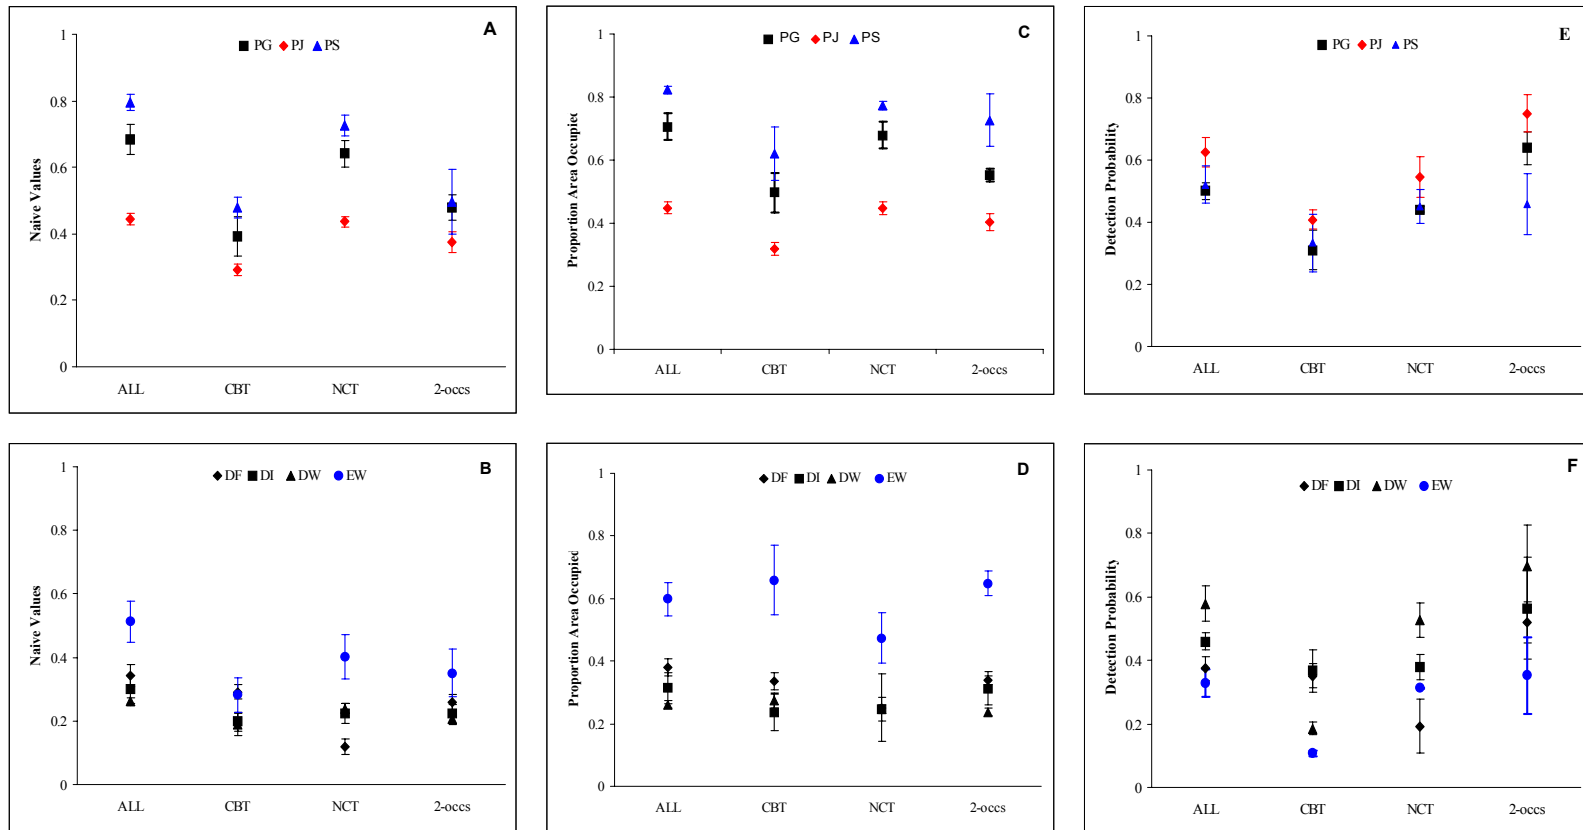 A
PG PJ PS
Naive Values
1
0.8
0.6
0.4
0.2
0
ALL CBT NCT 2-occs
C
PG PJ PS
Proportion Area Occupied
1
0.8
0.6
0.4
0.2
0
ALL CBT NCT 2-occs
E
PG PJ PS
Detection Probability
1
0.8
0.6
0.4
0.2
0
ALL CBT NCT 2-occs
B
DF DI DW EW
Naive Values
1
0.8
0.6
0.4
0.2
0
ALL CBT NCT 2-occs
D
DF DI DW EW
Proportion Area Occupied
1
0.8
0.6
0.4
0.2
0
ALL CBT NCT 2-occs
F
DF DI DW EW
Detection Probability
1
0.8
0.6
0.4
0.2
0
ALL CBT NCT 2-occs